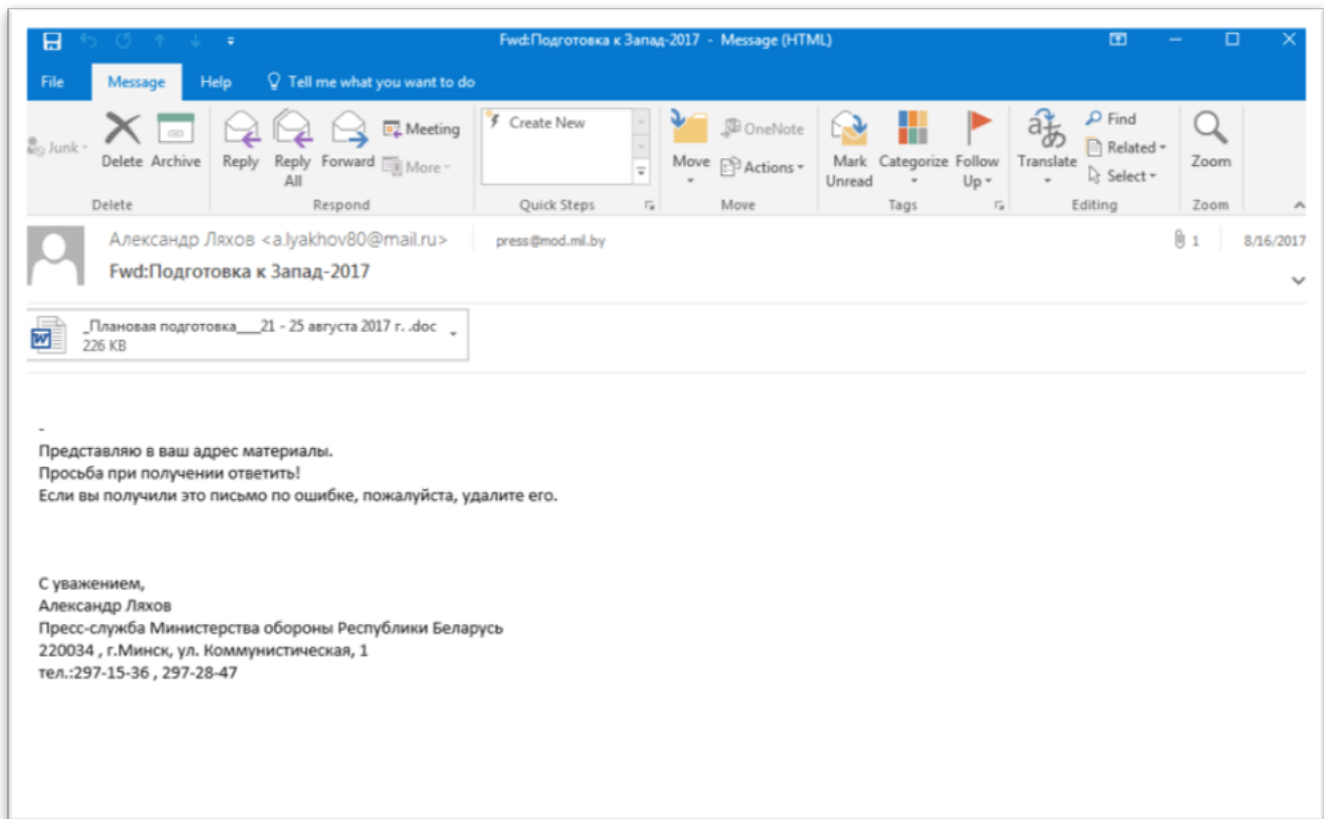 Fwd:Подготовка к Запад-2017 - Message (HTML)
File Message Help Tell me what you want to do
Junk Delete Archive Reply Reply All Forward Meeting More Create New Move OneNote Actions Mark Unread Categorize Follow Up Translate Find Related Select Zoom
Delete Respond Quick Steps Move Tags Editing Zoom
Александр Ляхов <a.lyakhov80@mail.ru> press@mod.mil.by 1 8/16/2017
Fwd:Подготовка к Запад-2017
_Плановая подготовка___21 - 25 августа 2017 г. .doc
226 KB
-
Представляю в ваш адрес материалы.
Просьба при получении ответить!
Если вы получили это письмо по ошибке, пожалуйста, удалите его.
С уважением,
Александр Ляхов
Пресс-служба Министерства обороны Республики Беларусь
220034 , г.Минск, ул. Коммунистическая, 1
тел.:297-15-36 , 297-28-47